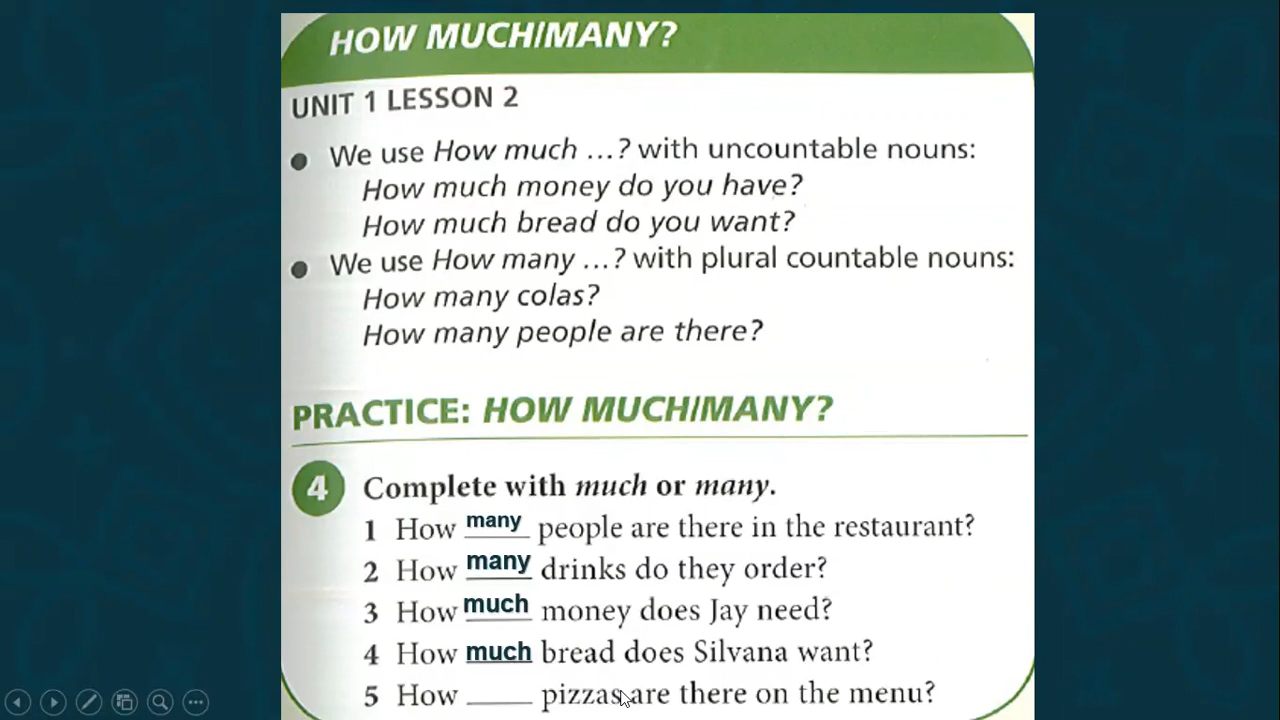 HOW MUCH/MANY?
UNIT 1 LESSON 2
● We use How much ...? with uncountable nouns:
How much money do you have?
How much bread do you want?
● We use How many ...? with plural countable nouns:
How many colas?
How many people are there?
PRACTICE: HOW MUCH/MANY?
4 Complete with much or many.
1 How many people are there in the restaurant?
2 How many drinks do they order?
3 How much money does Jay need?
4 How much bread does Silvana want?
5 How ____ pizzas are there on the menu?